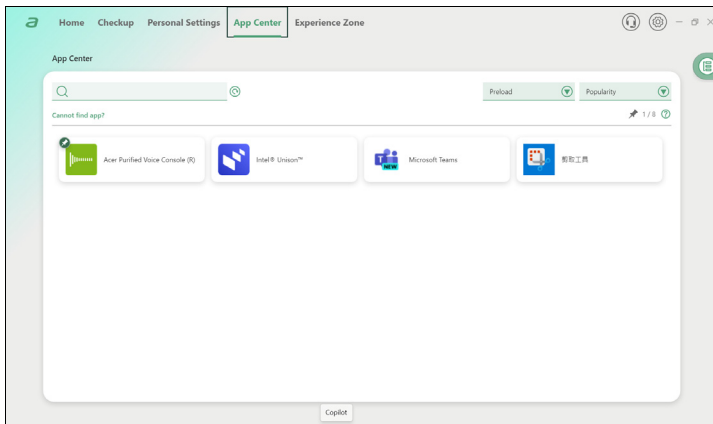 a Home Checkup Personal Settings App Center Experience Zone
App Center
Preload Popularity
Cannot find app? 1 / 8
Acer Purified Voice Console (R) Intel® Unison™ Microsoft Teams 剪取工具
NEW
Copilot